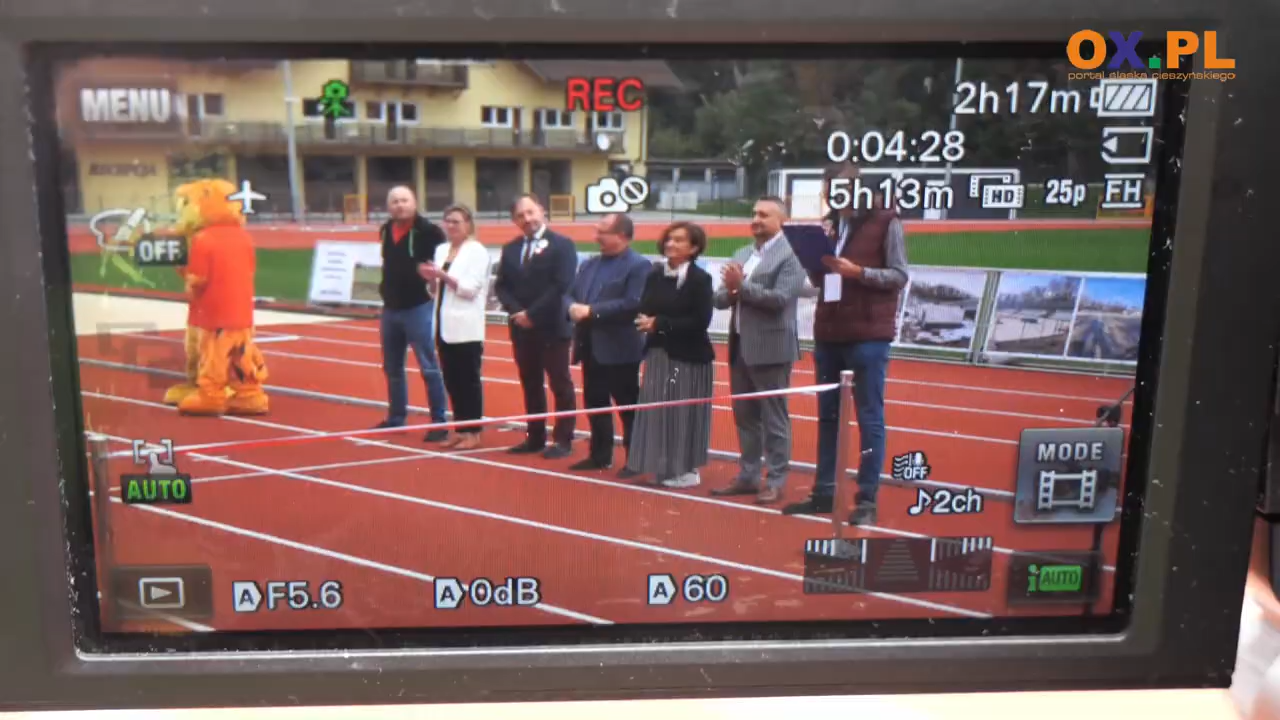 OX.PL
portal śląska cieszyńskiego
MENU
REC
2h17m
0:04:28
5h13m
HD
25p
FH
OFF
AUTO
OFF
♪2ch
MODE
A F5.6
A 0dB
A 60
iAUTO